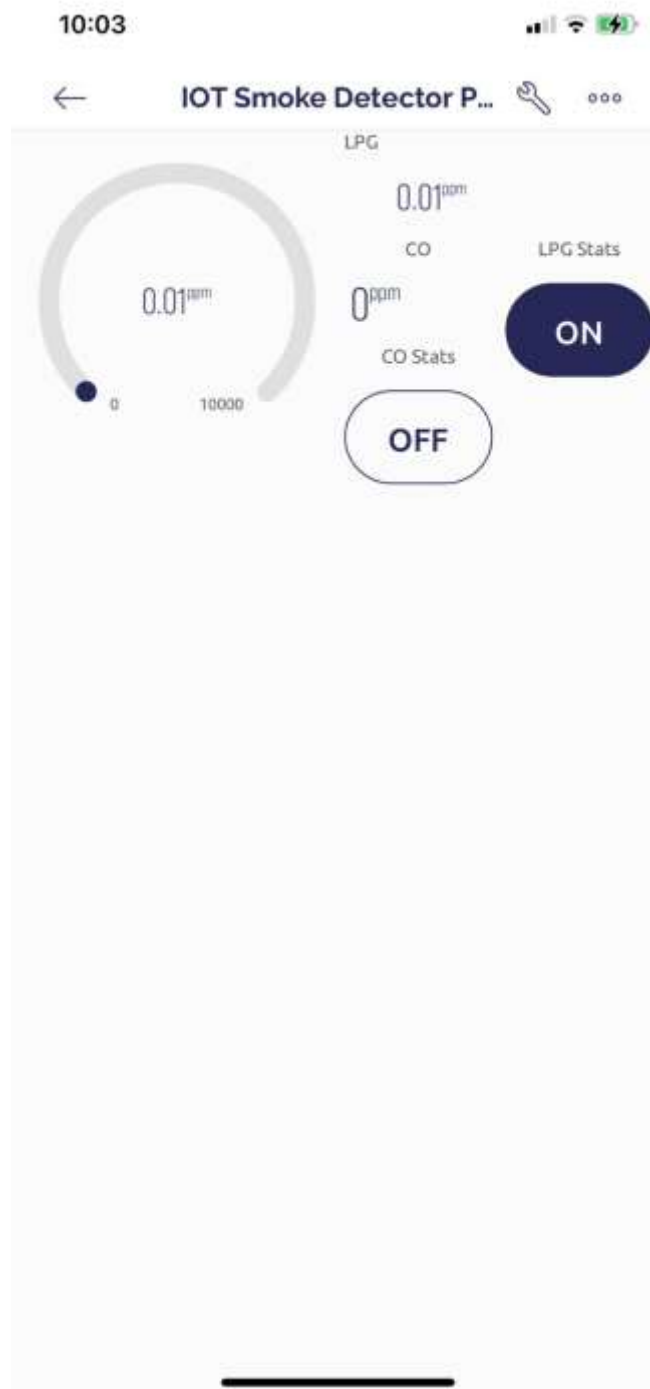 10:03
IOT Smoke Detector P...
LPG
0.01ppm
CO
LPG Stats
0.01ppm
0ppm
ON
CO Stats
0
10000
OFF